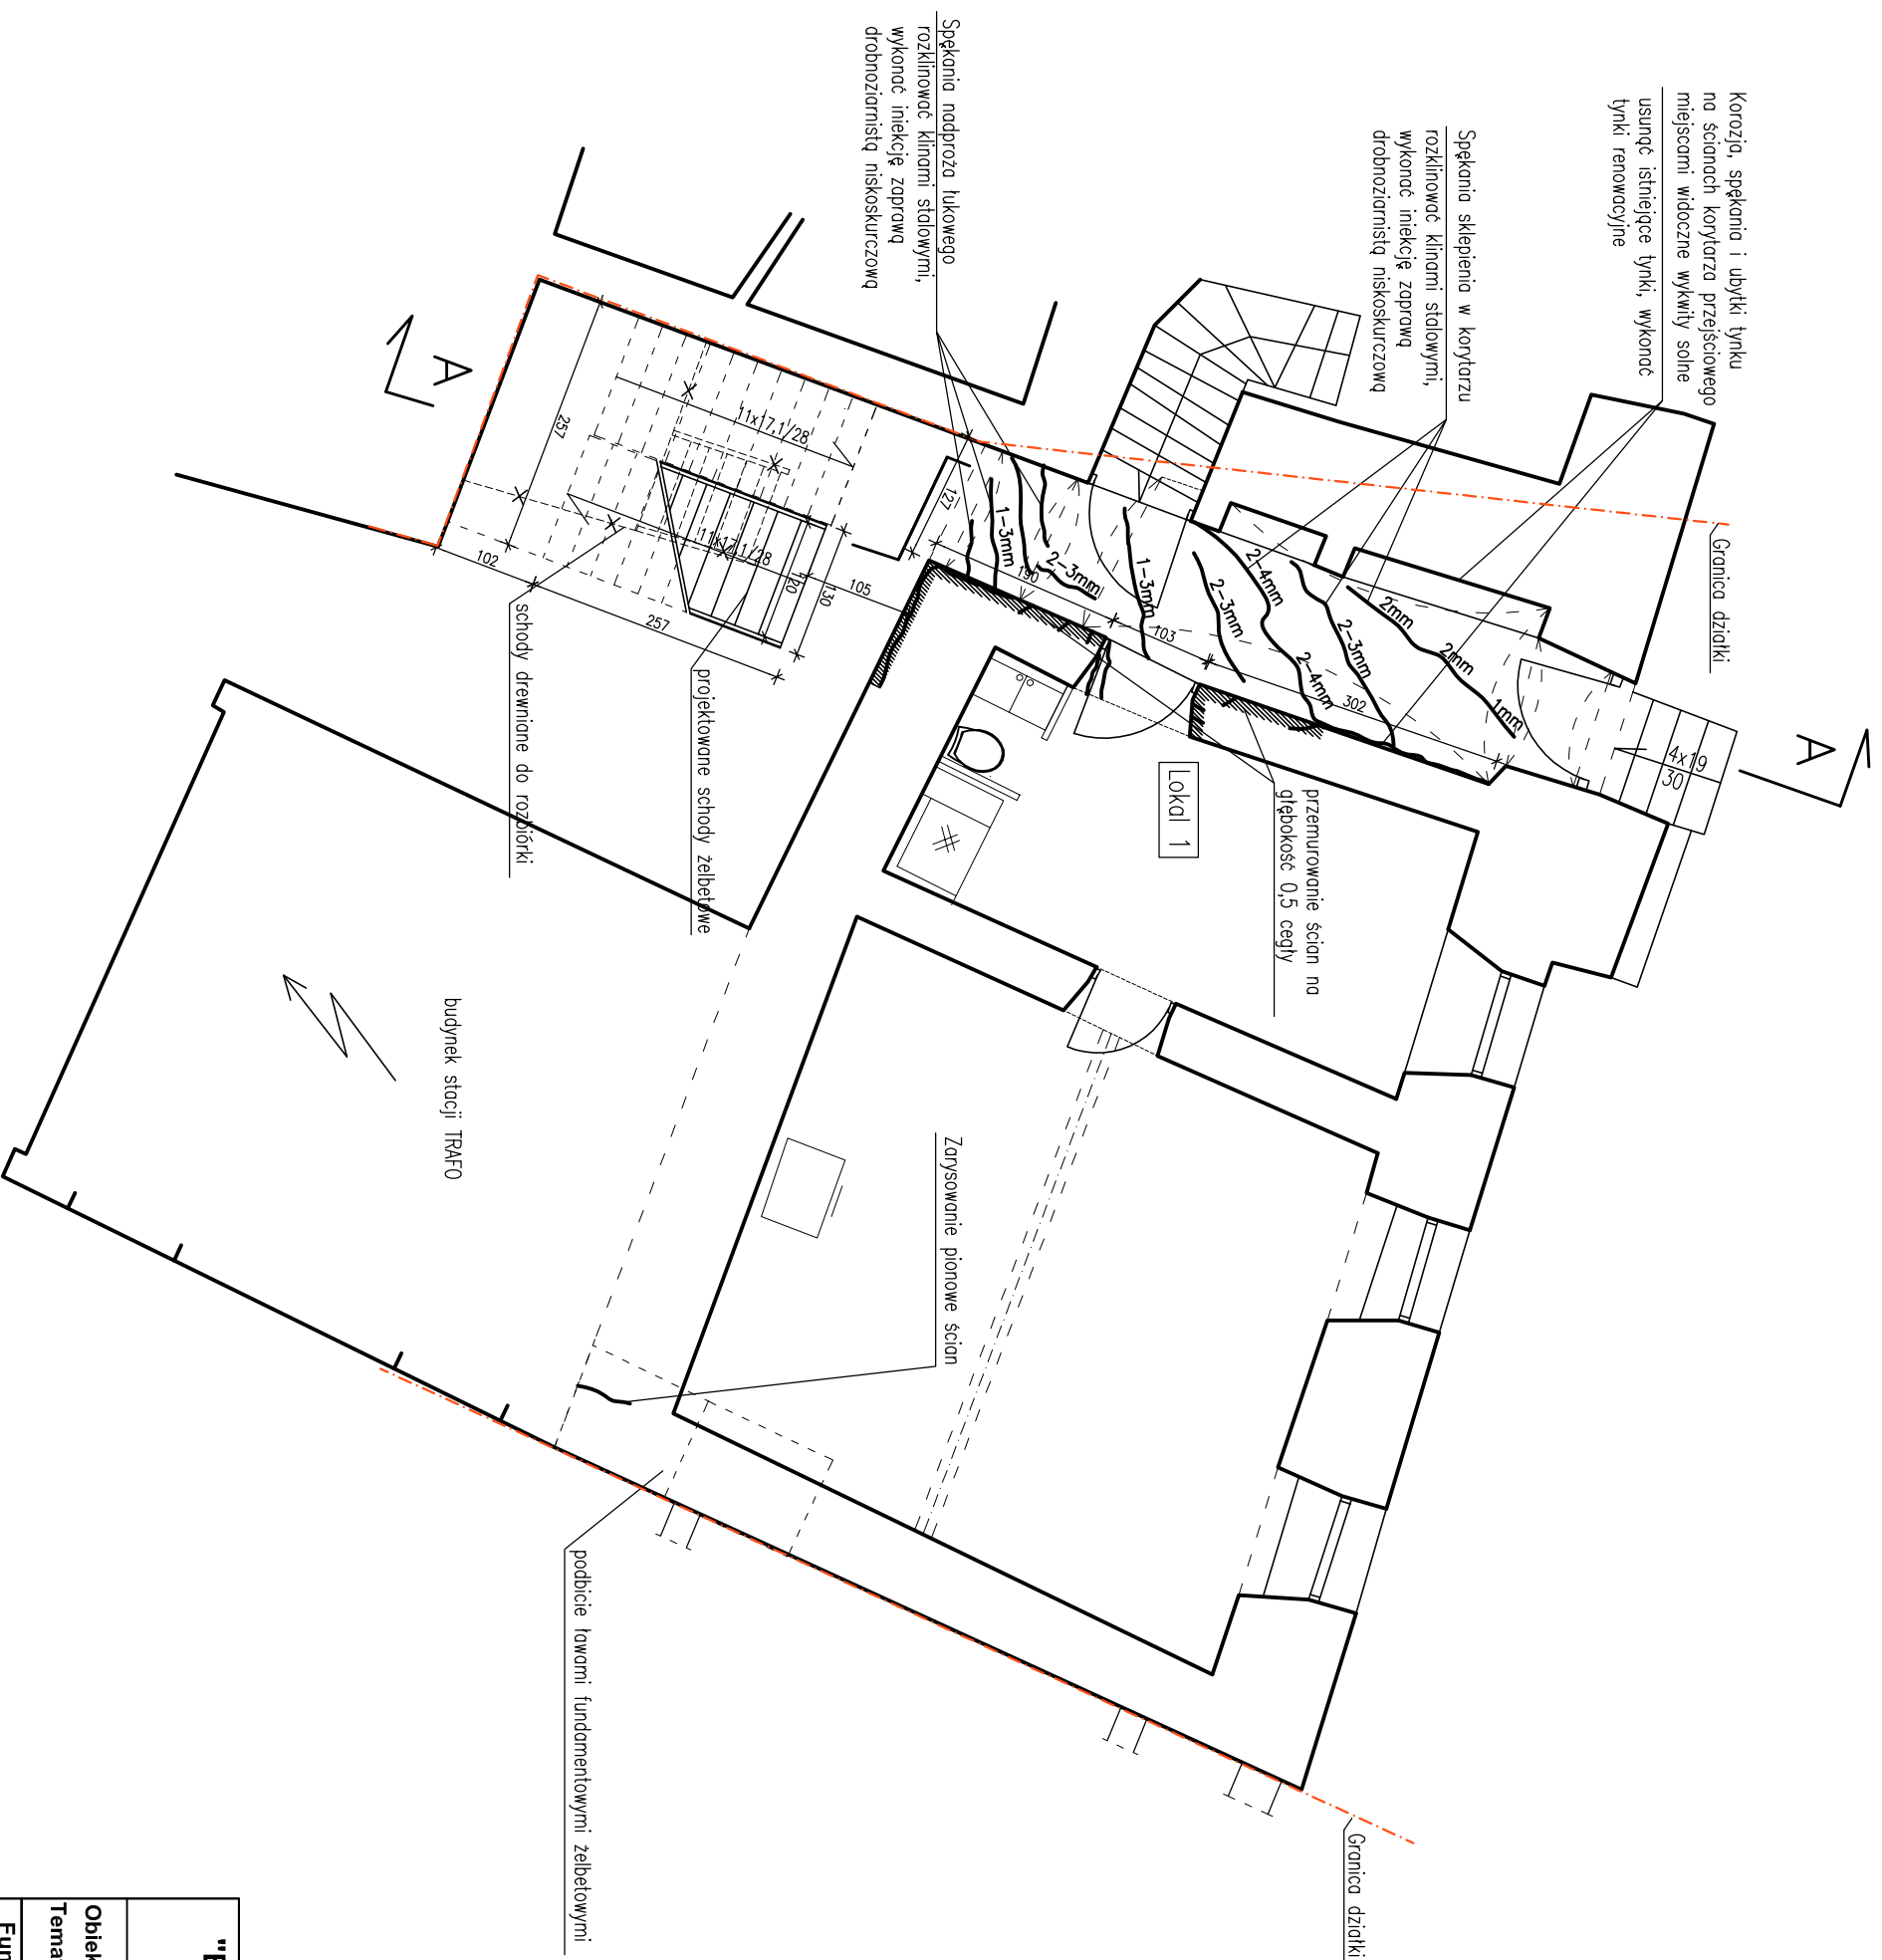 Korozja, spękania i ubytki tynku
na ścianach korytarza przejściowego
miejscami widoczne wykwity solne
usunąć istniejące tynki, wykonać
tynki renowacyjne
Granica działki
Spękania sklepienia w korytarzu
rozklinować klinami stalowymi,
wykonać iniekcję zaprawą
drobnoziarnistą niskoskurczową
Spękania nadproża łukowego
rozklinować klinami stalowymi,
wykonać iniekcję zaprawą
drobnoziarnistą niskoskurczową
A
4x19
30
2mm
2mm
1mm
2-3mm
2-4mm
2-4mm
2-3mm
1-3mm
2-3mm
1-3mm
302
103
190
127
105
130
120
257
102
257
11x17,1/28
11x17,1/28
A
przemurowanie ścian na
głębokość 0,5 cegły
Lokal 1
projektowane schody żelbetowe
schody drewniane do rozbiórki
budynek stacji TRAFO
Zarysowanie pionowe ścian
podbicie ławami fundamentowymi żelbetowymi
Granica działki
Obiek
Tema
Fun